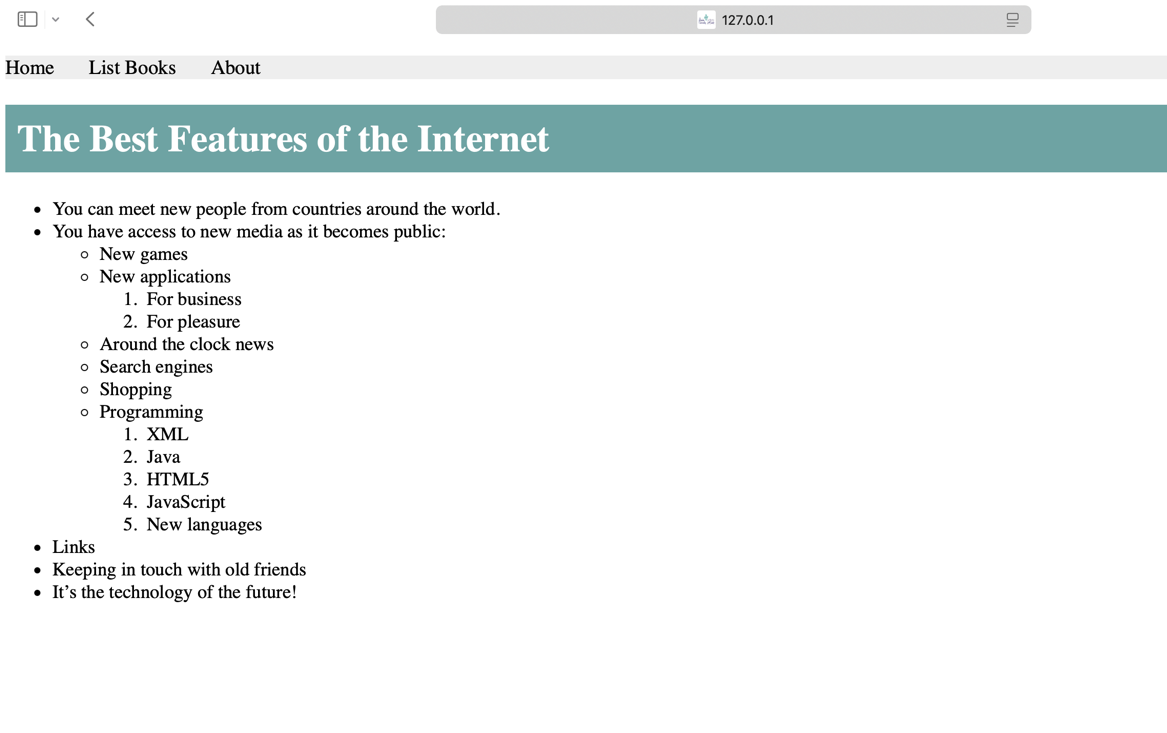 127.0.0.1
Home List Books About
The Best Features of the Internet
• You can meet new people from countries around the world.
• You have access to new media as it becomes public:
◦ New games
◦ New applications
1. For business
2. For pleasure
◦ Around the clock news
◦ Search engines
◦ Shopping
◦ Programming
1. XML
2. Java
3. HTML5
4. JavaScript
5. New languages
• Links
• Keeping in touch with old friends
• It’s the technology of the future!